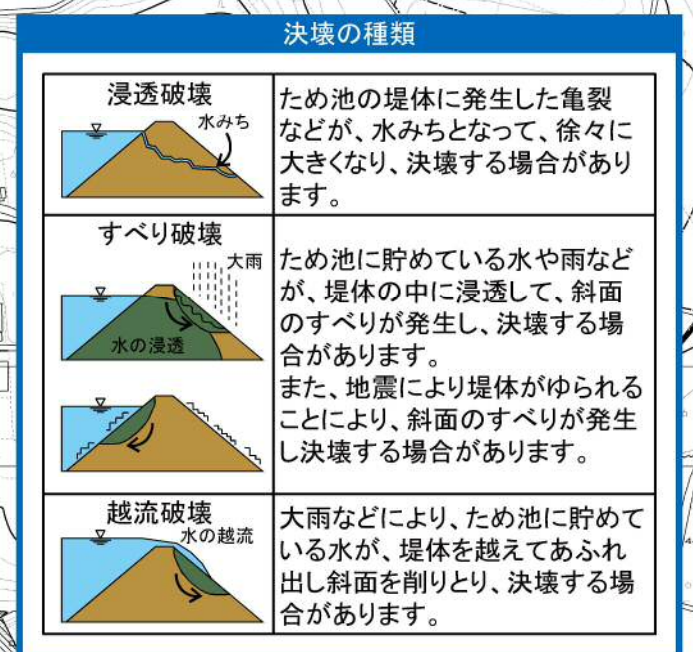 決壊の種類
浸透破壊
水みち
ため池の堤体に発生した亀裂
などが、水みちとなって、徐々に
大きくなり、決壊する場合があり
ます。
すべり破壊
大雨
水の浸透
ため池に貯めている水や雨など
が、堤体の中に浸透して、斜面
のすべりが発生し、決壊する場
合があります。
また、地震により堤体がゆられる
ことにより、斜面のすべりが発生
し決壊する場合があります。
越流破壊
水の越流
大雨などにより、ため池に貯めて
いる水が、堤体を越えてあふれ
出し斜面を削りとり、決壊する場
合があります。